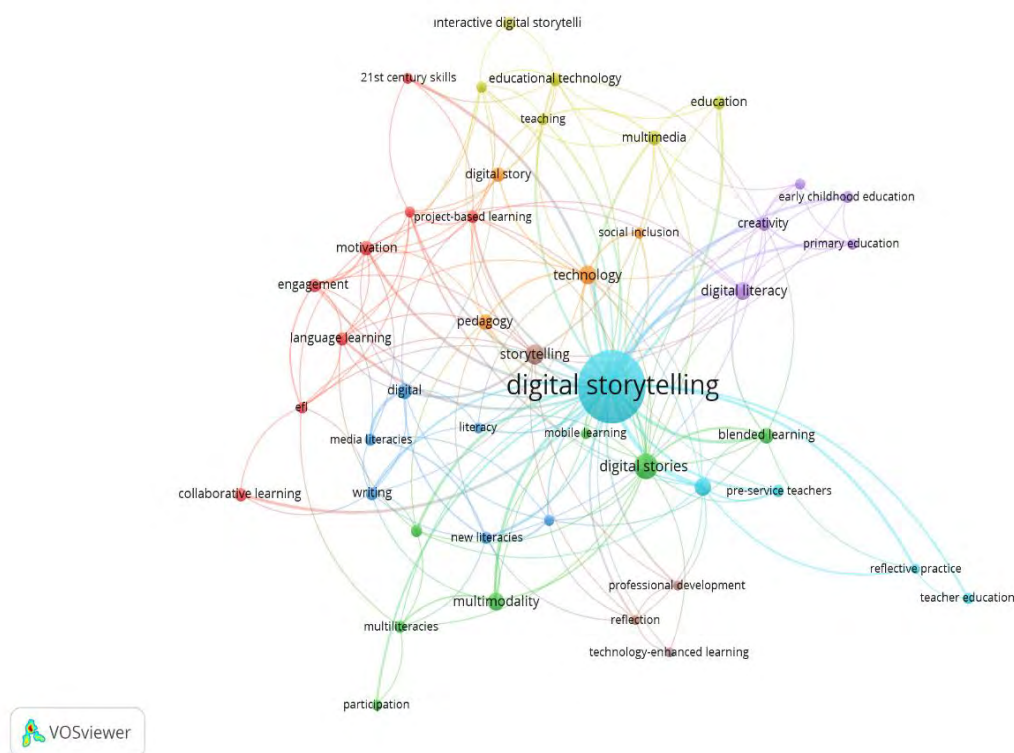 interactive digital storytelli
21st century skills
educational technology
education
teaching
multimedia
digital story
early childhood education
project-based learning
creativity
social inclusion
primary education
motivation
technology
engagement
digital literacy
pedagogy
language learning
storytelling
digital storytelling
digital
efl
literacy
mobile learning
blended learning
media literacies
digital stories
collaborative learning
writing
pre-service teachers
new literacies
reflective practice
professional development
teacher education
multimodality
reflection
multiliteracies
technology-enhanced learning
participation
VOSviewer